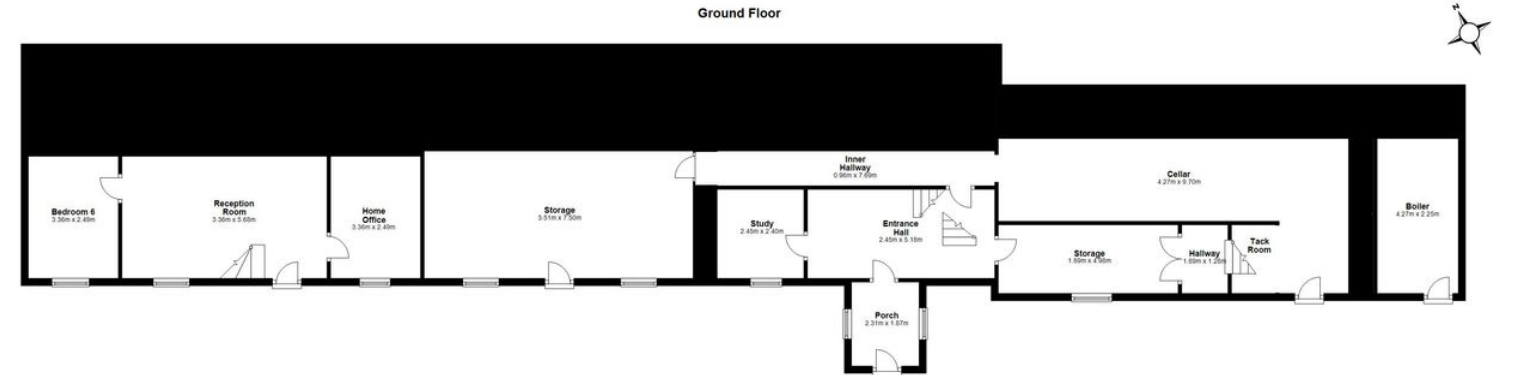 Ground Floor
N
Bedroom 6
3.36m x 2.49m
Reception
Room
3.36m x 5.68m
Home
Office
3.36m x 2.49m
Storage
3.51m x 7.50m
Inner
Hallway
0.96m x 7.69m
Study
2.45m x 2.40m
Entrance
Hall
2.45m x 5.18m
Porch
2.31m x 1.87m
Cellar
4.27m x 9.70m
Storage
1.89m x 4.98m
Hallway
1.89m x 1.26m
Tack
Room
Boiler
4.27m x 2.25m